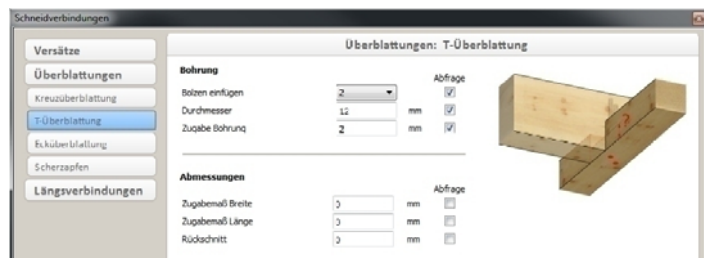 Schneidverbindungen
Versätze
Überblattungen
Kreuzüberblattung
T-Überblattung
Ecküberblattung
Scherzapfen
Längsverbindungen
Überblattungen: T-Überblattung
Bohrung
Abfrage
Bolzen einfügen 2
Durchmesser 12 mm
Zugabe Bohrung 2 mm
Abmessungen
Abfrage
Zugabemaß Breite 0 mm
Zugabemaß Länge 0 mm
Rückschnitt 0 mm